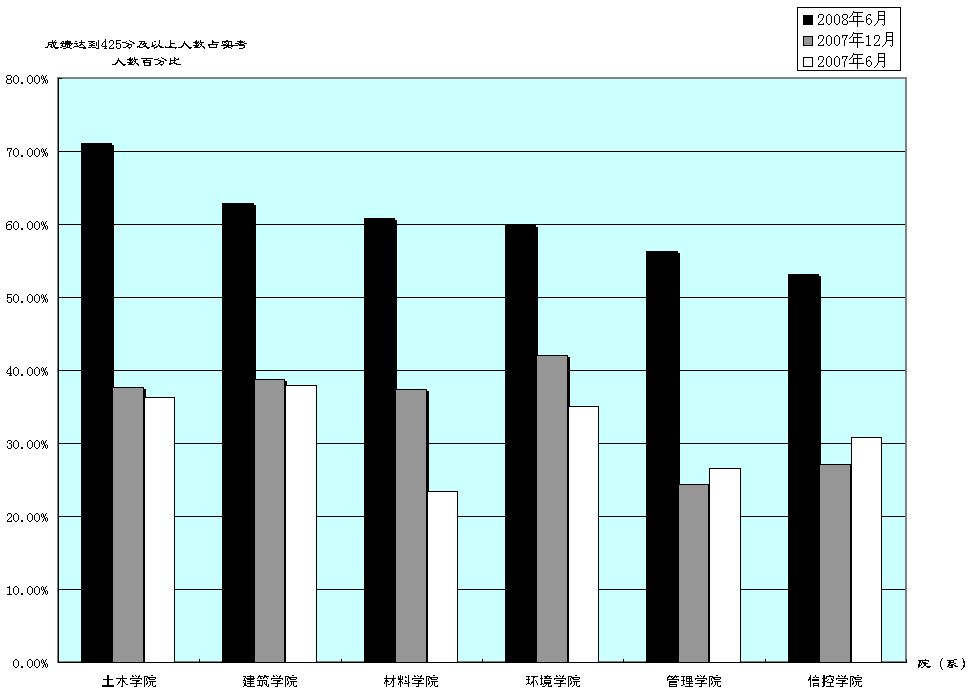 成绩达到425分及以上人数占实考
人数百分比
2008年6月
2007年12月
2007年6月
80.00%
70.00%
60.00%
50.00%
40.00%
30.00%
20.00%
10.00%
0.00%
土木学院
建筑学院
材料学院
环境学院
管理学院
信控学院
院（系）